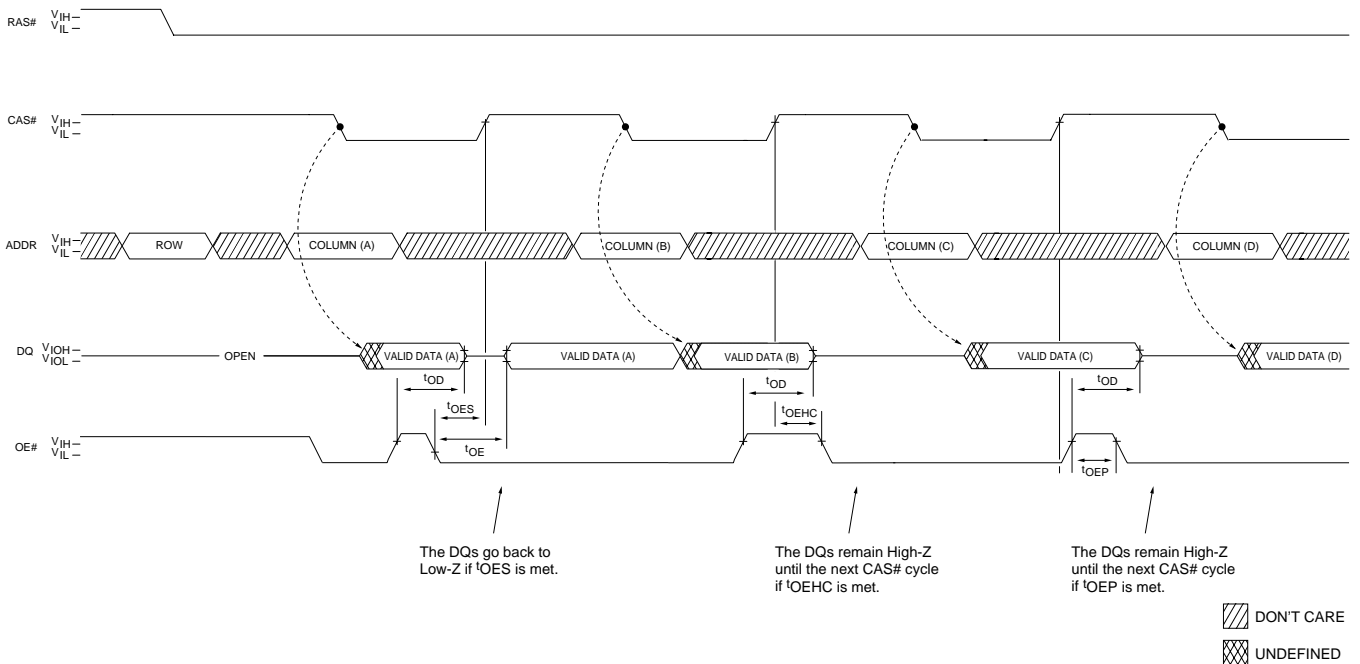 RAS# VIH VIL
CAS# VIH VIL
ADDR VIH VIL ROW COLUMN (A) COLUMN (B) COLUMN (C) COLUMN (D)
DQ VIOH VIOL OPEN VALID DATA (A) VALID DATA (A) VALID DATA (B) VALID DATA (C) VALID DATA (D)
tOD tOD tOD
tOES tOEHC
OE# VIH VIL tOE tOEP
The DQs go back to
Low-Z if tOES is met.
The DQs remain High-Z
until the next CAS# cycle
if tOEHC is met.
The DQs remain High-Z
until the next CAS# cycle
if tOEP is met.
DON'T CARE
UNDEFINED